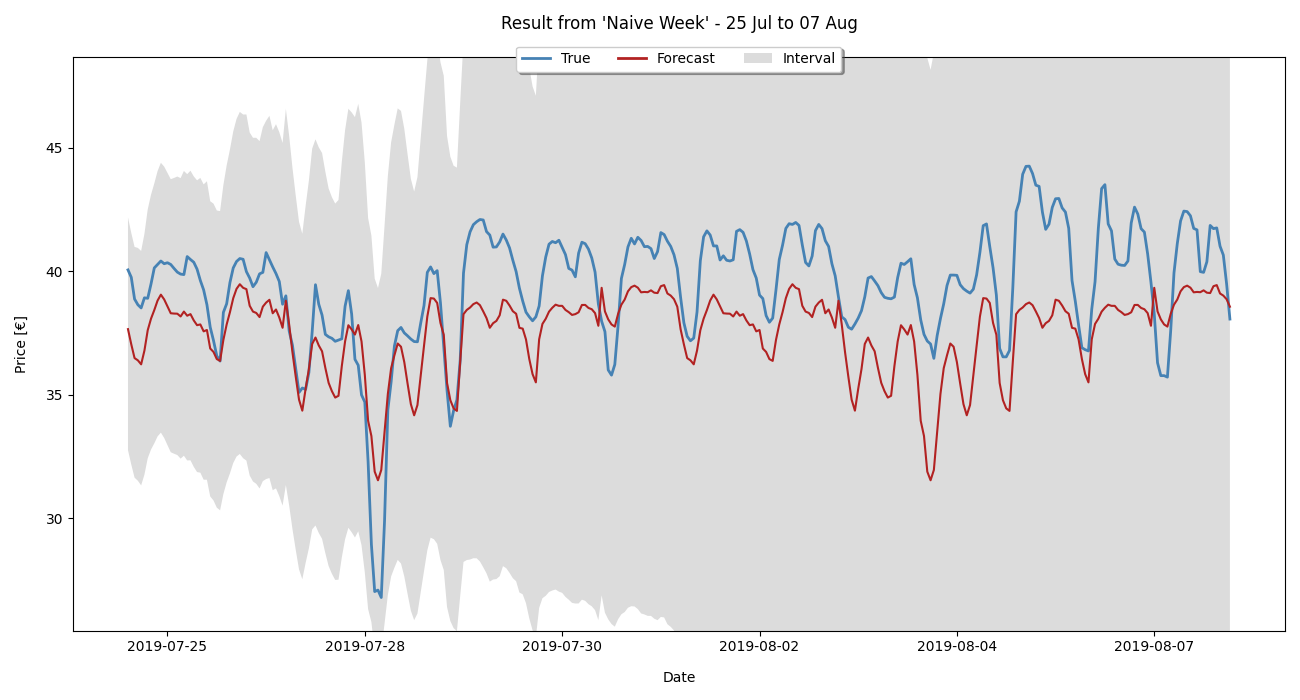 Result from 'Naive Week' - 25 Jul to 07 Aug
True Forecast Interval
45
40
35
30
Price [€]
2019-07-25 2019-07-28 2019-07-30 2019-08-02 2019-08-04 2019-08-07
Date